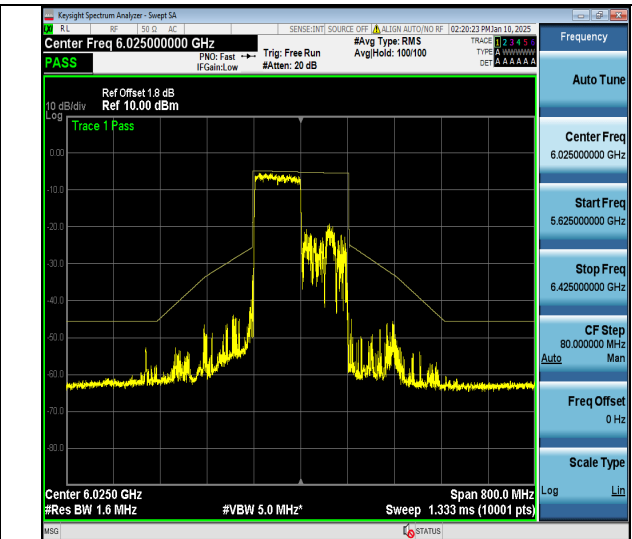 Keysight Spectrum Analyzer - Swept SA
LXI RL RF 50 Ω AC SENSE:INT SOURCE OFF ALIGN AUTO/NO RF 02:20:23 PM Jan 10, 2025
Center Freq 6.025000000 GHz
#Avg Type: RMS
TRACE 1 2 3 4 5 6
PASS
PNO: Fast
Trig: Free Run
Avg|Hold: 100/100
TYPE A WWWWW
IFGain:Low
#Atten: 20 dB
DET A A A A A A
Ref Offset 1.8 dB
10 dB/div Ref 10.00 dBm
Log
Trace 1 Pass
0.00
-10.0
-20.0
-30.0
-40.0
-50.0
-60.0
-70.0
-80.0
Center 6.0250 GHz
Span 800.0 MHz
#Res BW 1.6 MHz
#VBW 5.0 MHz*
Sweep 1.333 ms (10001 pts)
MSG
STATUS
Frequency
Auto Tune
Center Freq
6.025000000 GHz
Start Freq
5.625000000 GHz
Stop Freq
6.425000000 GHz
CF Step
80.000000 MHz
Auto Man
Freq Offset
0 Hz
Scale Type
Log Lin